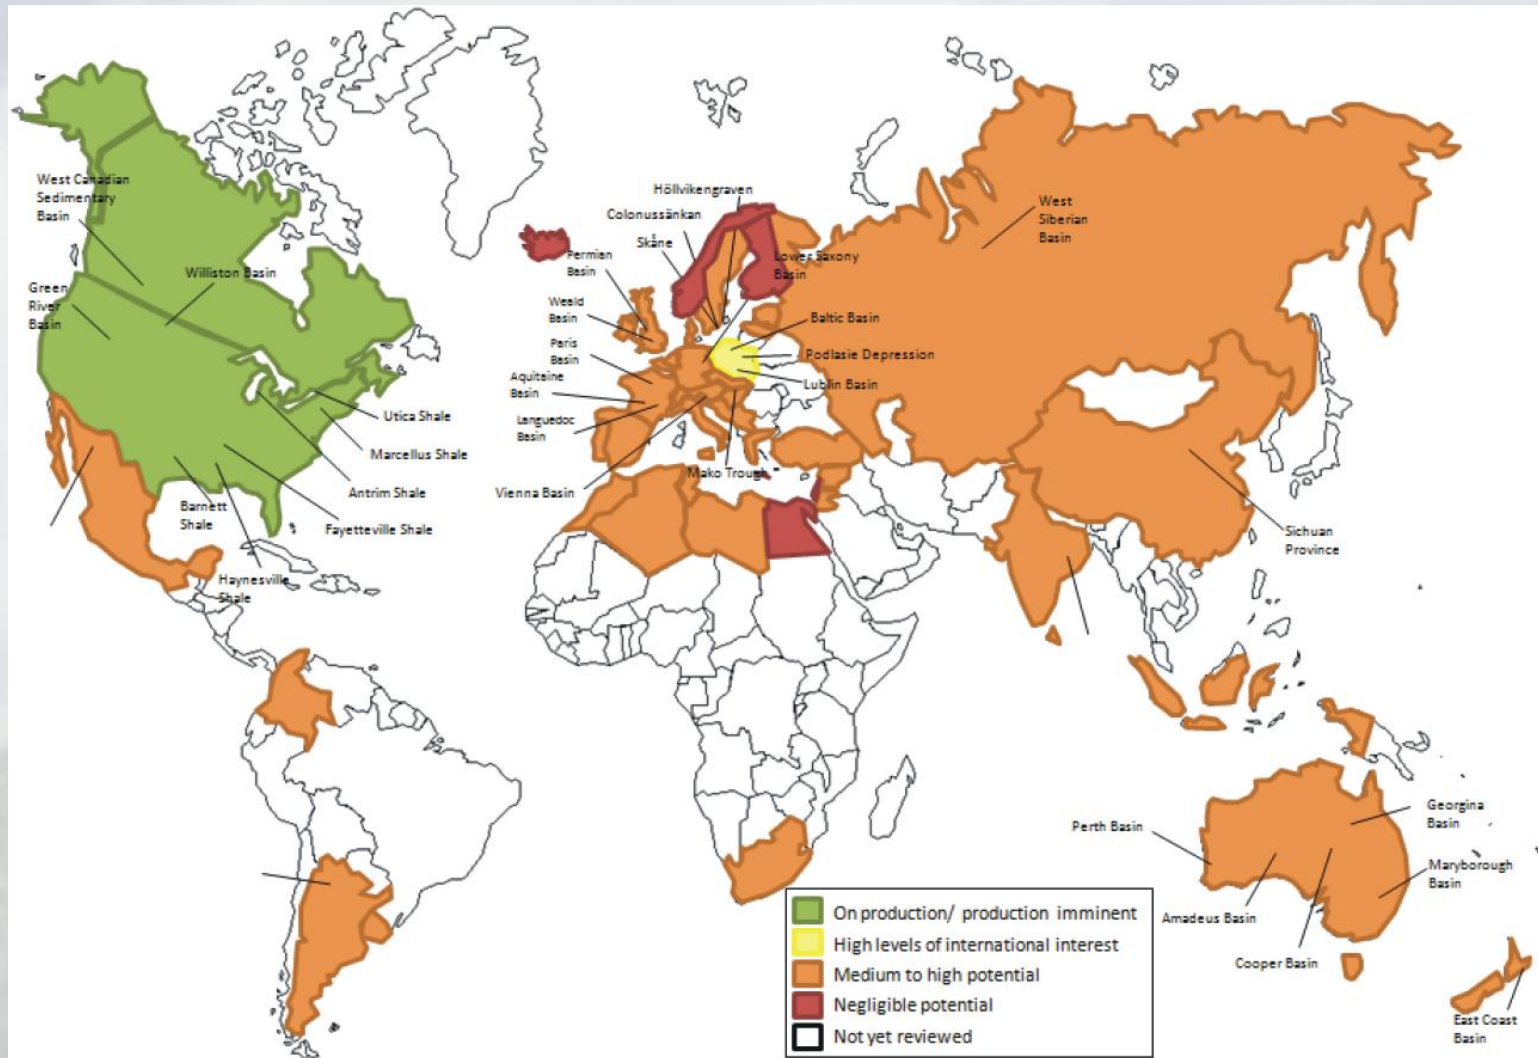 West Canadian
Sedimentary
Basin
Green
River
Basin
Williston Basin
Utica Shale
Marcellus Shale
Antrim Shale
Fayetteville Shale
Barnett
Shale
Haynesville
Shale
Höllvikengraven
Colonussänkan
Skåne
Permian
Basin
Weald
Basin
Paris
Basin
Aquitaine
Basin
Languedoc
Basin
Vienna Basin
Mako Trough
Lower Saxony
Basin
Baltic Basin
Podlasie Depression
Lublin Basin
West
Siberian
Basin
Sichuan
Province
Perth Basin
Amadeus Basin
Cooper Basin
Georgina
Basin
Maryborough
Basin
East Coast
Basin
On production/ production imminent
High levels of international interest
Medium to high potential
Negligible potential
Not yet reviewed